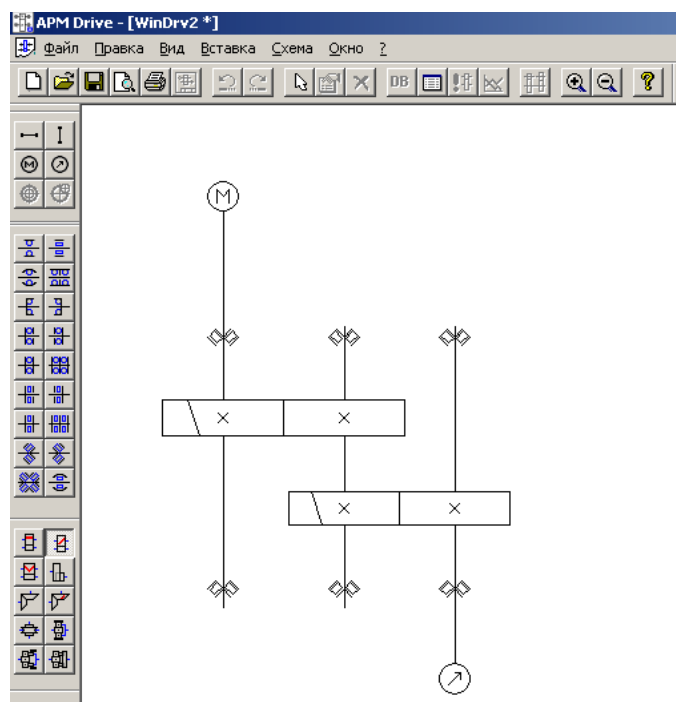 APM Drive - [WinDrv2 *]
Файл Правка Вид Вставка Схема Окно ?
DB
M
M